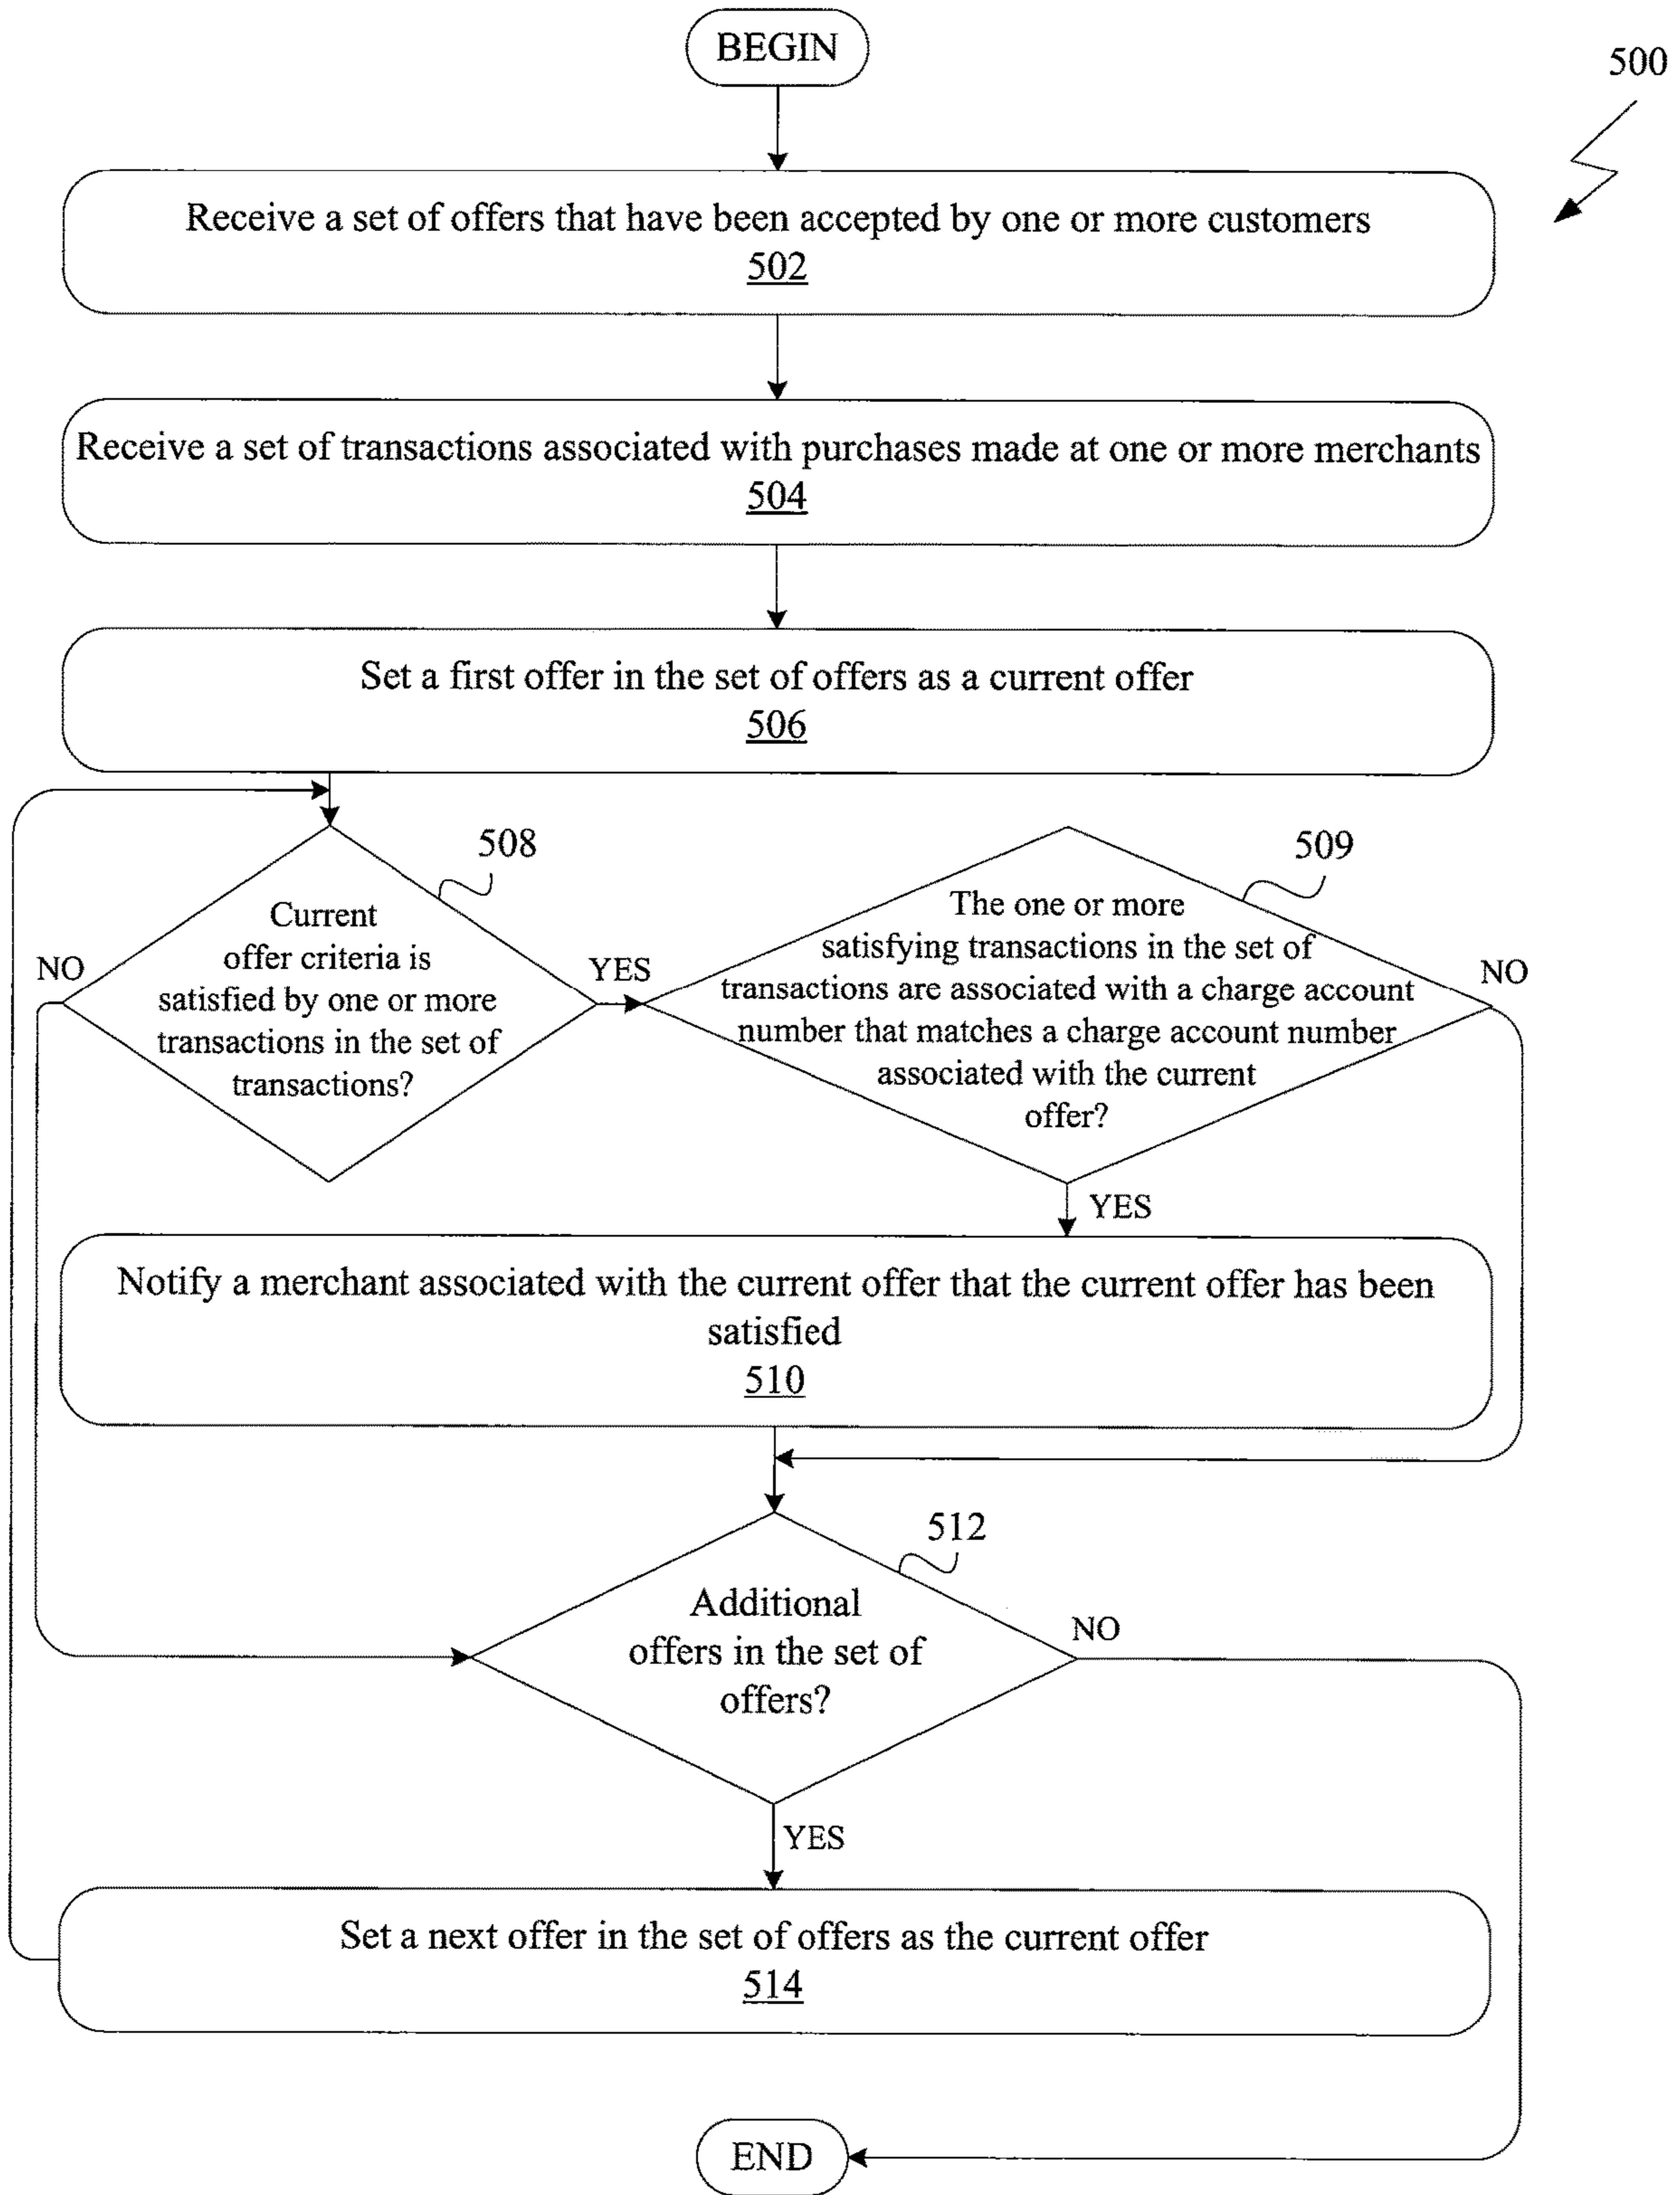 BEGIN
500
Receive a set of offers that have been accepted by one or more customers
502
Receive a set of transactions associated with purchases made at one or more merchants
504
Set a first offer in the set of offers as a current offer
506
508
Current
offer criteria is
satisfied by one or more
transactions in the set of
transactions?
NO
YES
509
The one or more
satisfying transactions in the set of
transactions are associated with a charge account
number that matches a charge account number
associated with the current
offer?
NO
YES
Notify a merchant associated with the current offer that the current offer has been
satisfied
510
512
Additional
offers in the set of
offers?
NO
YES
Set a next offer in the set of offers as the current offer
514
END